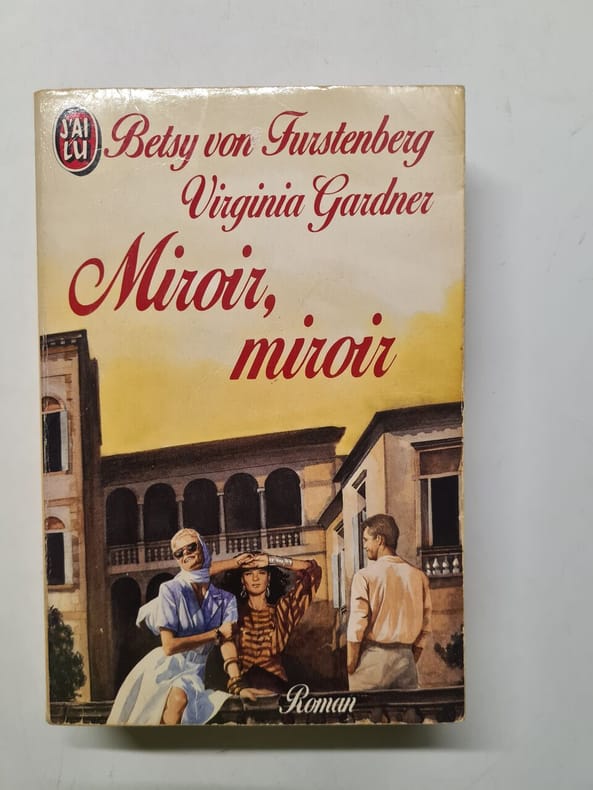 J'AI
LU
Betsy von Furstenberg
Virginia Gardner
Miroir,
miroir
Roman